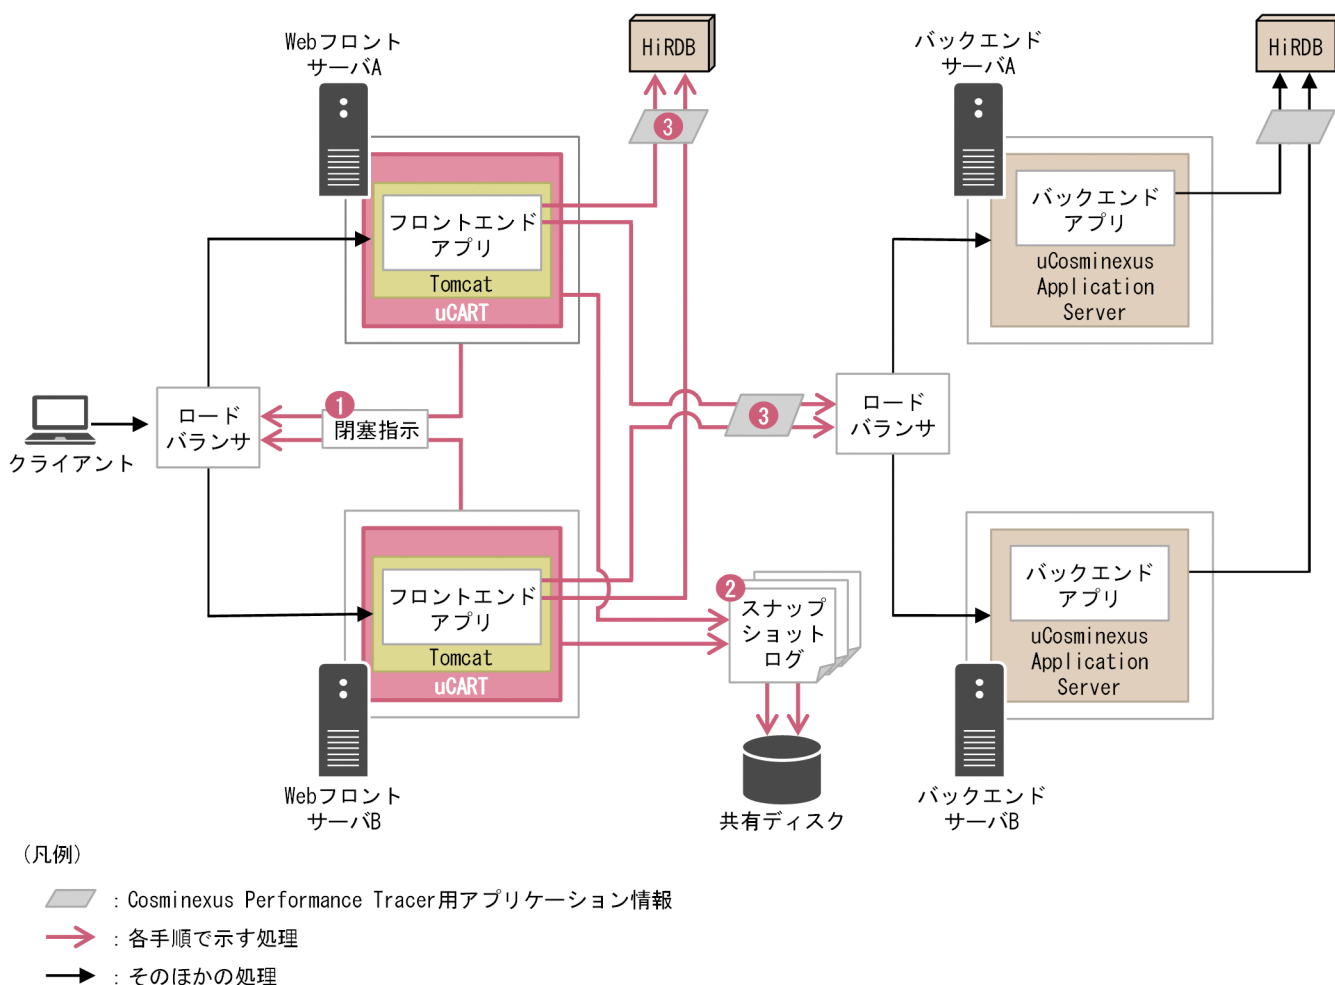 Webフロント
サーバA
HiRDB
バックエンド
サーバA
HiRDB
3
フロントエンド
アプリ
Tomcat
uCART
バックエンド
アプリ
uCosminexus
Application
Server
クライアント
ロード
バランサ
1
閉塞指示
3
ロード
バランサ
フロントエンド
アプリ
Tomcat
uCART
2
スナップ
ショット
ログ
バックエンド
アプリ
uCosminexus
Application
Server
Webフロント
サーバB
共有ディスク
バックエンド
サーバB
(凡例)
：Cosminexus Performance Tracer用アプリケーション情報
：各手順で示す処理
：そのほかの処理